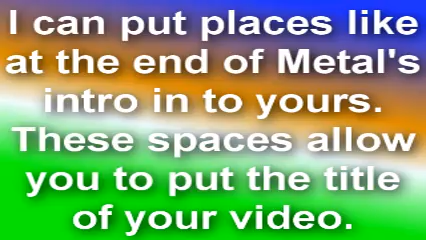 I can put places like
at the end of Metal's
intro in to yours.
These spaces allow
you to put the title
of your video.